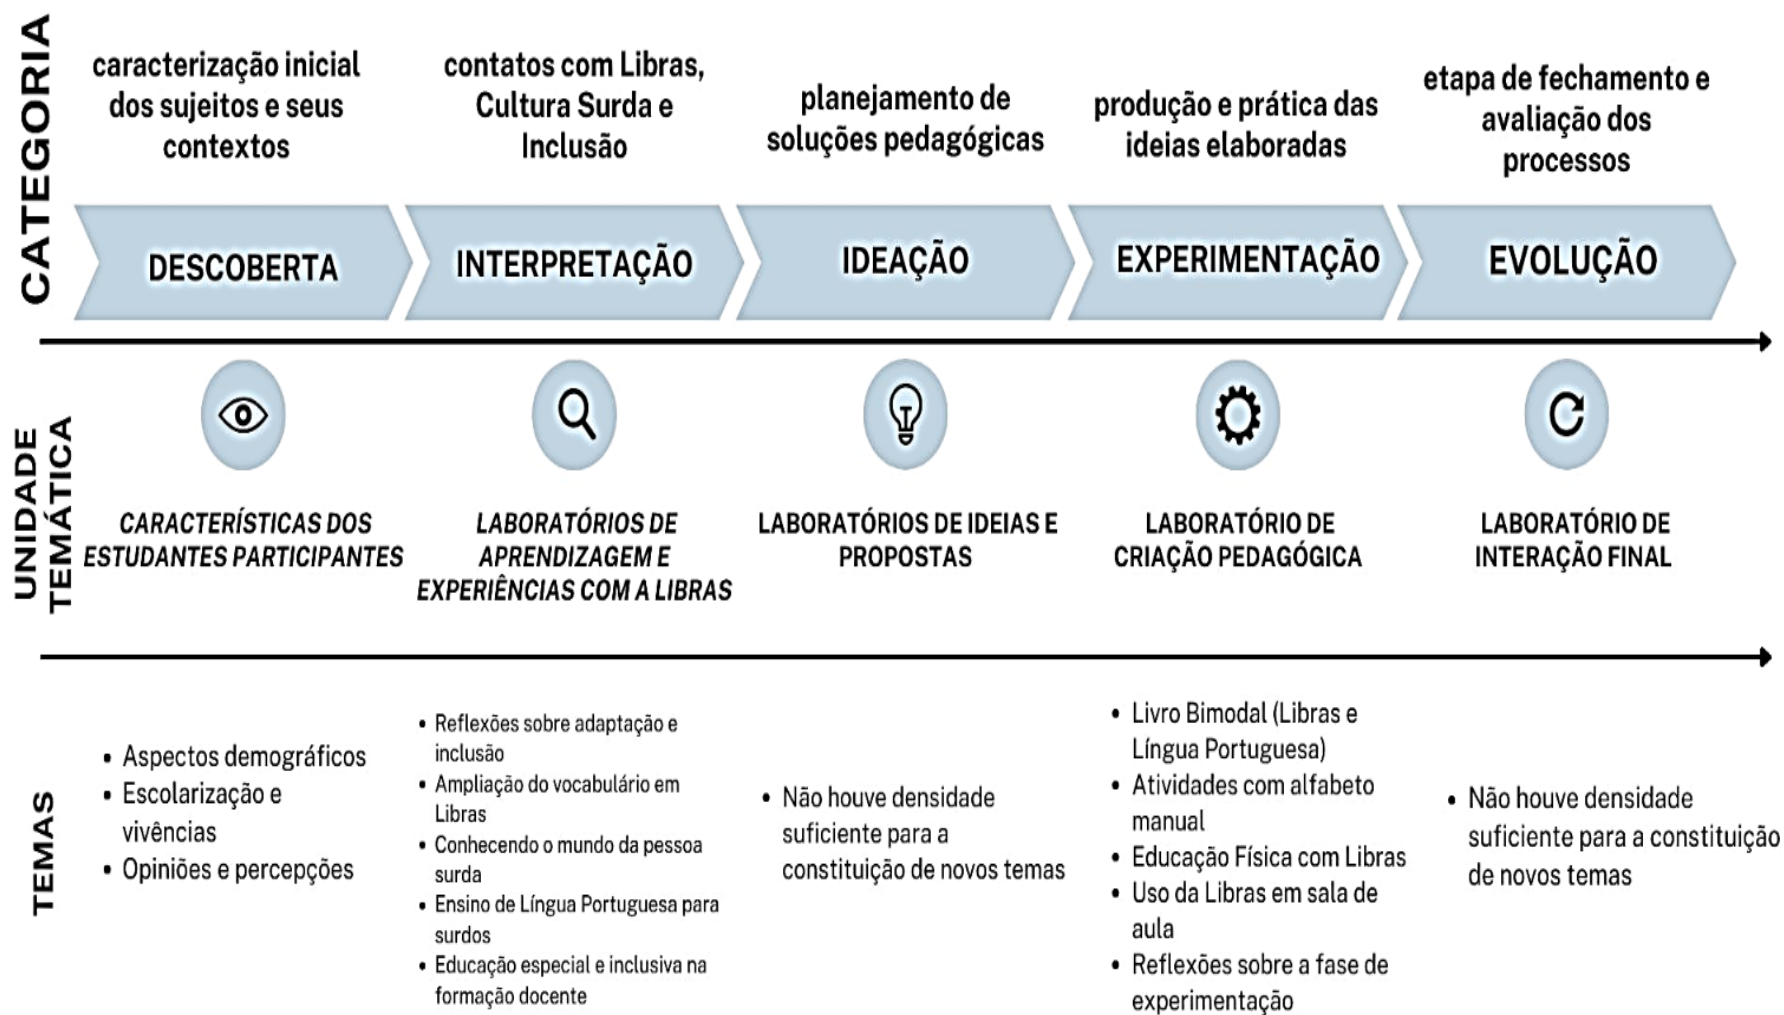 CATEGORIA
caracterização inicial
dos sujeitos e seus
contextos
contatos com Libras,
Cultura Surda e
Inclusão
planejamento de
soluções pedagógicas
produção e prática das
ideias elaboradas
etapa de fechamento e
avaliação dos
processos
DESCOBERTA
INTERPRETAÇÃO
IDEAÇÃO
EXPERIMENTAÇÃO
EVOLUÇÃO
UNIDADE
TEMÁTICA
CARACTERÍSTICAS DOS
ESTUDANTES PARTICIPANTES
LABORATÓRIOS DE
APRENDIZAGEM E
EXPERIÊNCIAS COM A LIBRAS
LABORATÓRIOS DE IDEIAS E
PROPOSTAS
LABORATÓRIO DE
CRIAÇÃO PEDAGÓGICA
LABORATÓRIO DE
INTERAÇÃO FINAL
TEMAS
• Aspectos demográficos
• Escolarização e
vivências
• Opiniões e percepções
• Reflexões sobre adaptação e
inclusão
• Ampliação do vocabulário em
Libras
• Conhecendo o mundo da pessoa
surda
• Ensino de Língua Portuguesa para
surdos
• Educação especial e inclusiva na
formação docente
• Não houve densidade
suficiente para a
constituição de novos temas
• Livro Bimodal (Libras e
Língua Portuguesa)
• Atividades com alfabeto
manual
• Educação Física com Libras
• Uso da Libras em sala de
aula
• Reflexões sobre a fase de
experimentação
• Não houve densidade
suficiente para a constituição
de novos temas